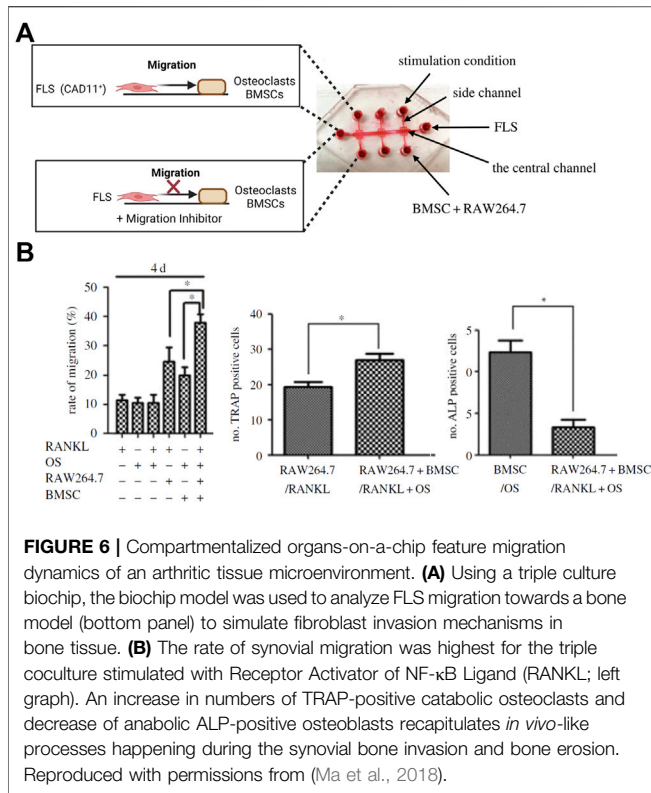 A
Migration
FLS (CAD11⁺)
Osteoclasts
BMSCs
Migration
FLS
Osteoclasts
BMSCs
+ Migration Inhibitor
stimulation condition
side channel
FLS
the central channel
BMSC + RAW264.7
B
4 d
*
*
50
40
30
20
10
0
rate of migration (%)
RANKL + − + + − +
OS − + + − + +
RAW264.7 − − − + − +
BMSC − − − − + +
*
40
30
20
10
0
no. TRAP positive cells
RAW264.7 RAW264.7 + BMSC
/RANKL /RANKL + OS
*
5
0
5
0
no. ALP positive cells
BMSC RAW264.7 + BMSC
/OS /RANKL + OS
FIGURE 6 | Compartmentalized organs-on-a-chip feature migration
dynamics of an arthritic tissue microenvironment. (A) Using a triple culture
biochip, the biochip model was used to analyze FLS migration towards a bone
model (bottom panel) to simulate fibroblast invasion mechanisms in
bone tissue. (B) The rate of synovial migration was highest for the triple
coculture stimulated with Receptor Activator of NF-κB Ligand (RANKL; left
graph). An increase in numbers of TRAP-positive catabolic osteoclasts and
decrease of anabolic ALP-positive osteoblasts recapitulates in vivo-like
processes happening during the synovial bone invasion and bone erosion.
Reproduced with permissions from (Ma et al., 2018).